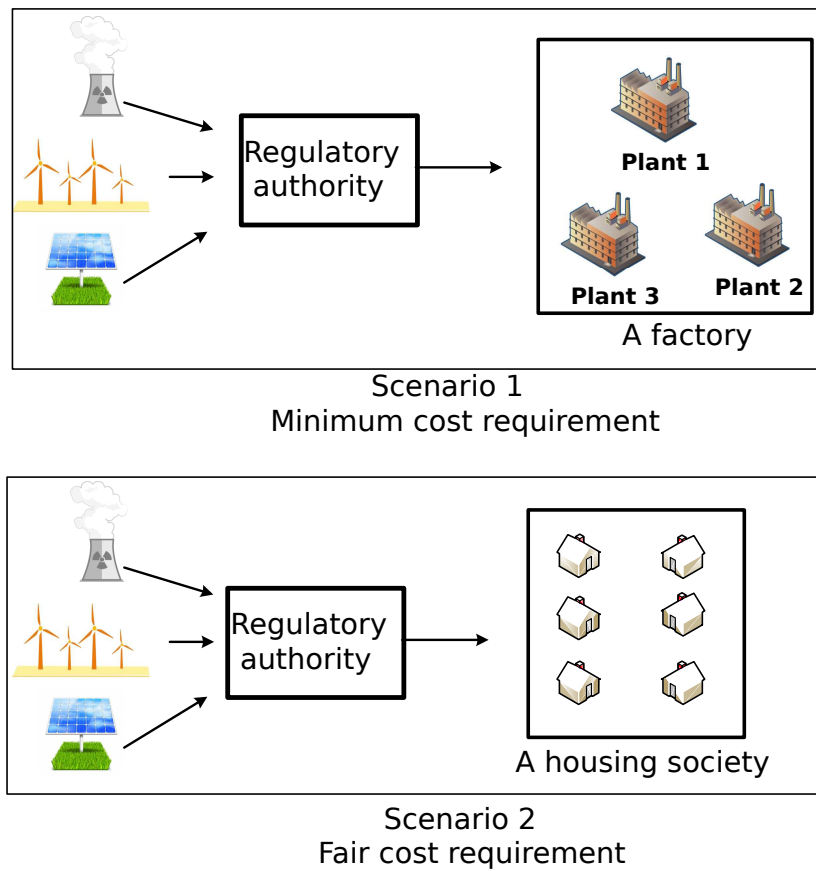 Regulatory
authority
Plant 1
Plant 3
Plant 2
A factory
Scenario 1
Minimum cost requirement
Regulatory
authority
A housing society
Scenario 2
Fair cost requirement